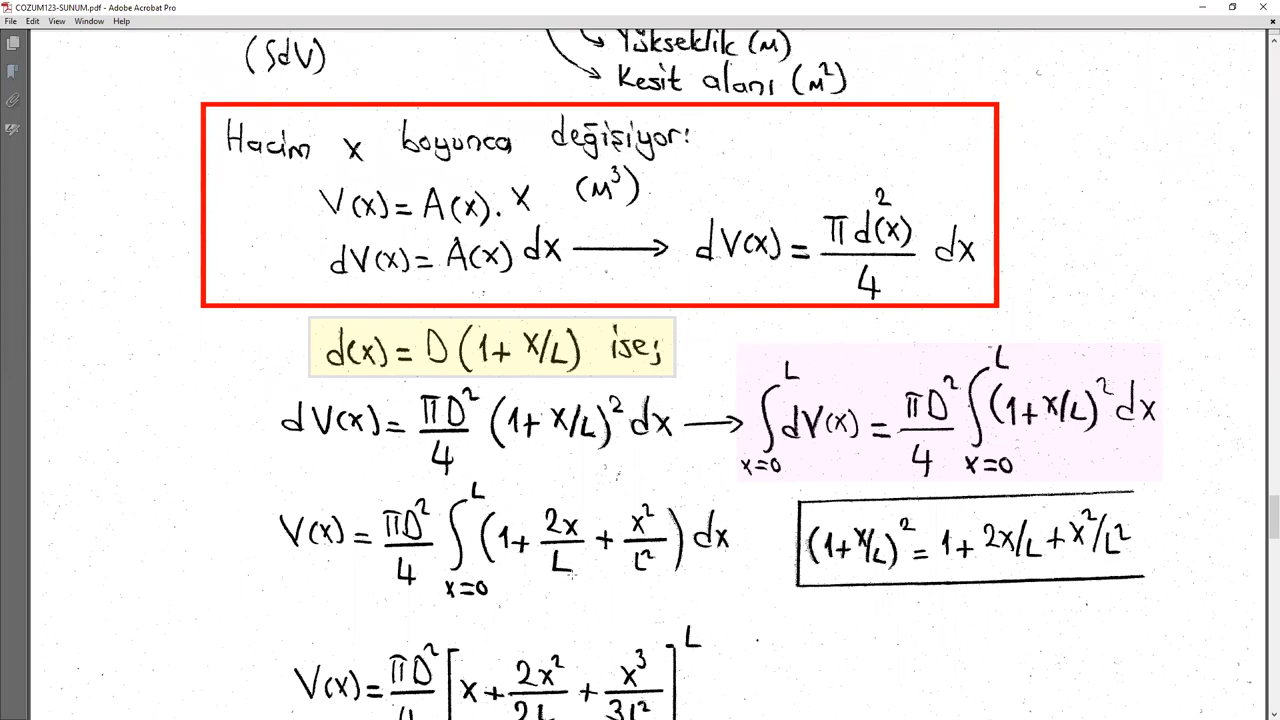 COZUM123-SUNUM.pdf - Adobe Acrobat Pro
File Edit View Window Help
Yükseklik (m)
(∫dV)
Kesit alanı (m²)
Hacim x boyunca değişiyor:
V(x) = A(x). x (m³)
dV(x) = A(x) dx ⟶ dV(x) = πd(x)²/4 dx
d(x) = D (1 + x/L) ise;
dV(x) = πD²/4 (1 + x/L)² dx ⟶ ∫_{x=0}^{L} dV(x) = πD²/4 ∫_{x=0}^{L} (1 + x/L)² dx
V(x) = πD²/4 ∫_{x=0}^{L} (1 + 2x/L + x²/L²) dx
(1 + x/L)² = 1 + 2x/L + x²/L²
V(x) = πD²/4 [x + 2x²/2L + x³/3L²]^L